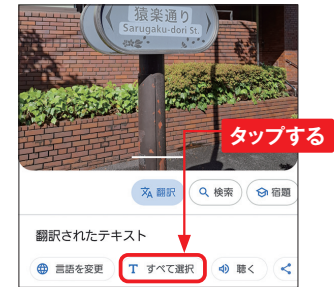 猿楽通り
Sarugaku-dori St.
タップする
翻訳
検索
宿題
翻訳されたテキスト
言語を変更
すべて選択
聴く